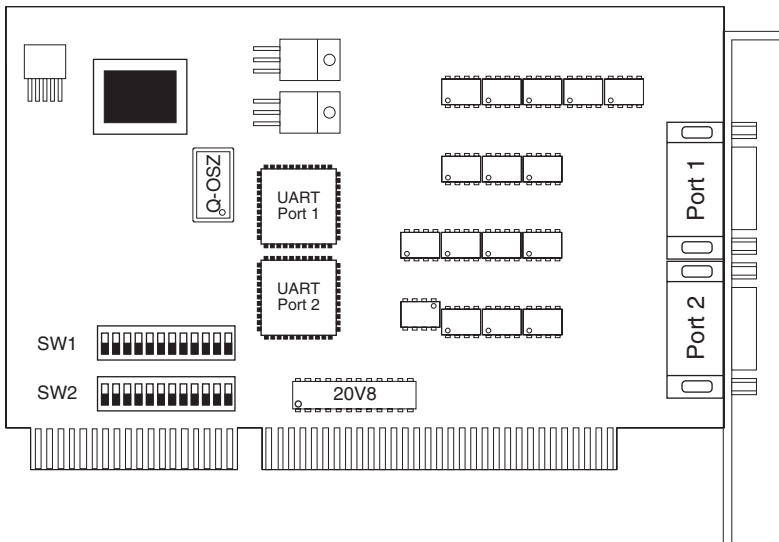 Q-OSZ
UART
Port 1
UART
Port 2
Port 1
Port 2
SW1
SW2
20V8